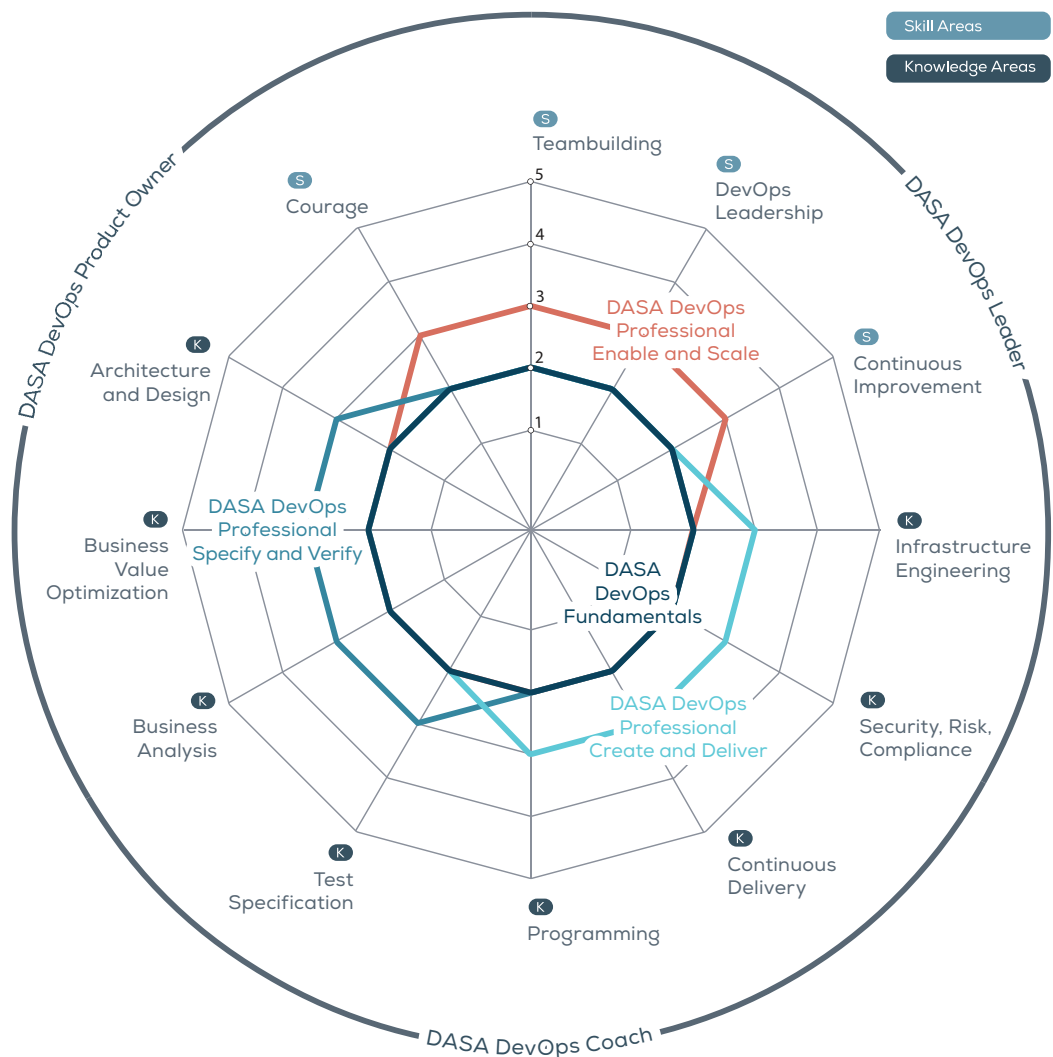 Skill Areas
Knowledge Areas
DASA DevOps Product Owner
DASA DevOps Leader
DASA DevOps Coach
S
Teambuilding
S
DevOps
Leadership
S
Courage
5
4
3
2
1
S
Continuous
Improvement
K
Architecture
and Design
DASA DevOps
Professional
Enable and Scale
K
Business
Value
Optimization
DASA DevOps
Professional
Specify and Verify
DASA
DevOps
Fundamentals
K
Infrastructure
Engineering
K
Business
Analysis
DASA DevOps
Professional
Create and Deliver
K
Security, Risk,
Compliance
K
Test
Specification
K
Continuous
Delivery
K
Programming